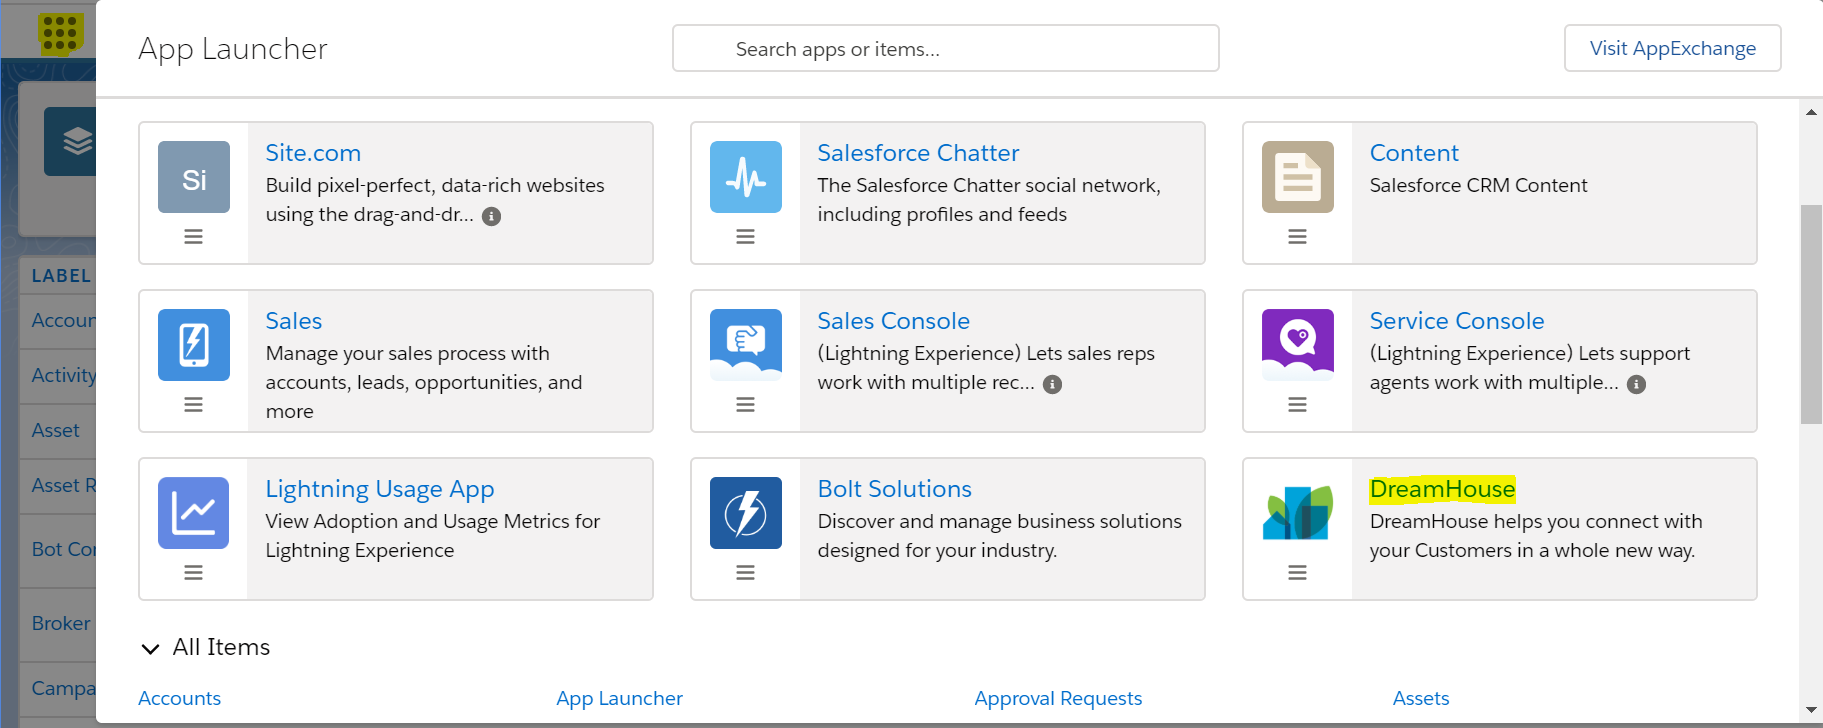 App Launcher
Search apps or items...
Visit AppExchange
Si
Site.com
Build pixel-perfect, data-rich websites
using the drag-and-dr...
Salesforce Chatter
The Salesforce Chatter social network,
including profiles and feeds
Content
Salesforce CRM Content
Sales
Manage your sales process with
accounts, leads, opportunities, and
more
Sales Console
(Lightning Experience) Lets sales reps
work with multiple rec...
Service Console
(Lightning Experience) Lets support
agents work with multiple...
Lightning Usage App
View Adoption and Usage Metrics for
Lightning Experience
Bolt Solutions
Discover and manage business solutions
designed for your industry.
DreamHouse
DreamHouse helps you connect with
your Customers in a whole new way.
All Items
Accounts
App Launcher
Approval Requests
Assets
LABEL
Accoun
Activity
Asset
Asset R
Bot Co
Broker
Campa